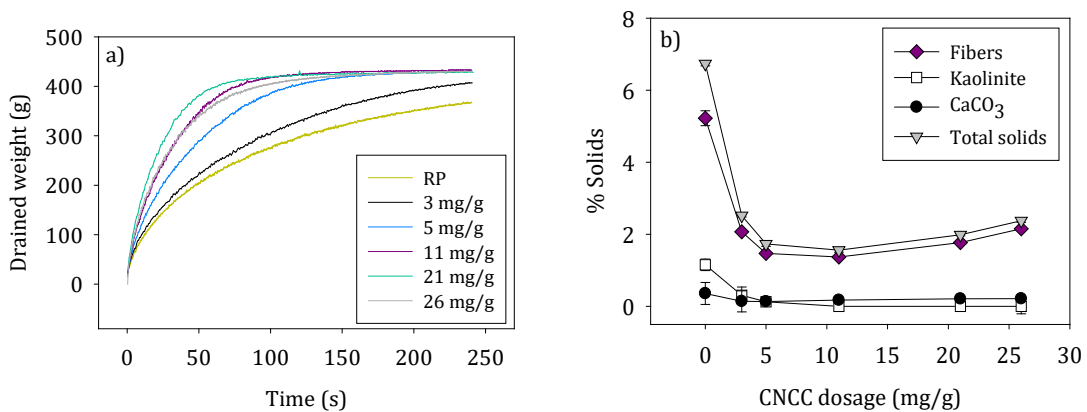 a)
500
400
300
200
100
0
Drained weight (g)
RP
3 mg/g
5 mg/g
11 mg/g
21 mg/g
26 mg/g
0 50 100 150 200 250
Time (s)
b)
8
6
4
2
0
% Solids
Fibers
Kaolinite
CaCO₃
Total solids
0 5 10 15 20 25 30
CNCC dosage (mg/g)